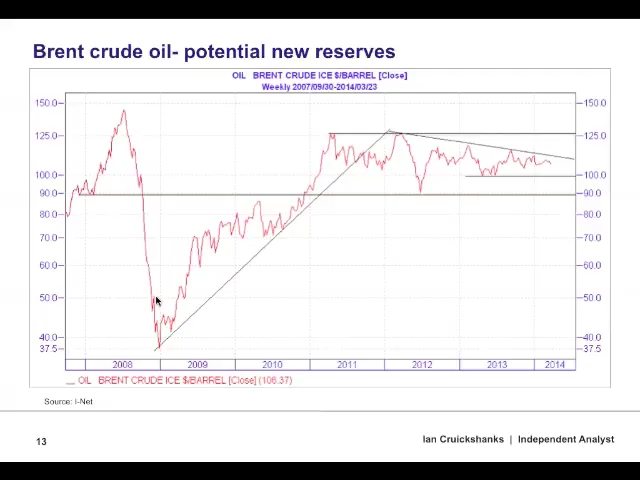 Brent crude oil- potential new reserves
OIL BRENT CRUDE ICE $/BARREL [Close]
Weekly 2007/09/30-2014/03/23
150.0 150.0
125.0 125.0
100.0 100.0
90.0 90.0
80.0 80.0
70.0 70.0
60.0 60.0
50.0 50.0
40.0 40.0
37.5 37.5
2008 2009 2010 2011 2012 2013 2014
OIL BRENT CRUDE ICE $/BARREL [Close] (106.37)
Source: I-Net
13
Ian Cruickshanks | Independent Analyst